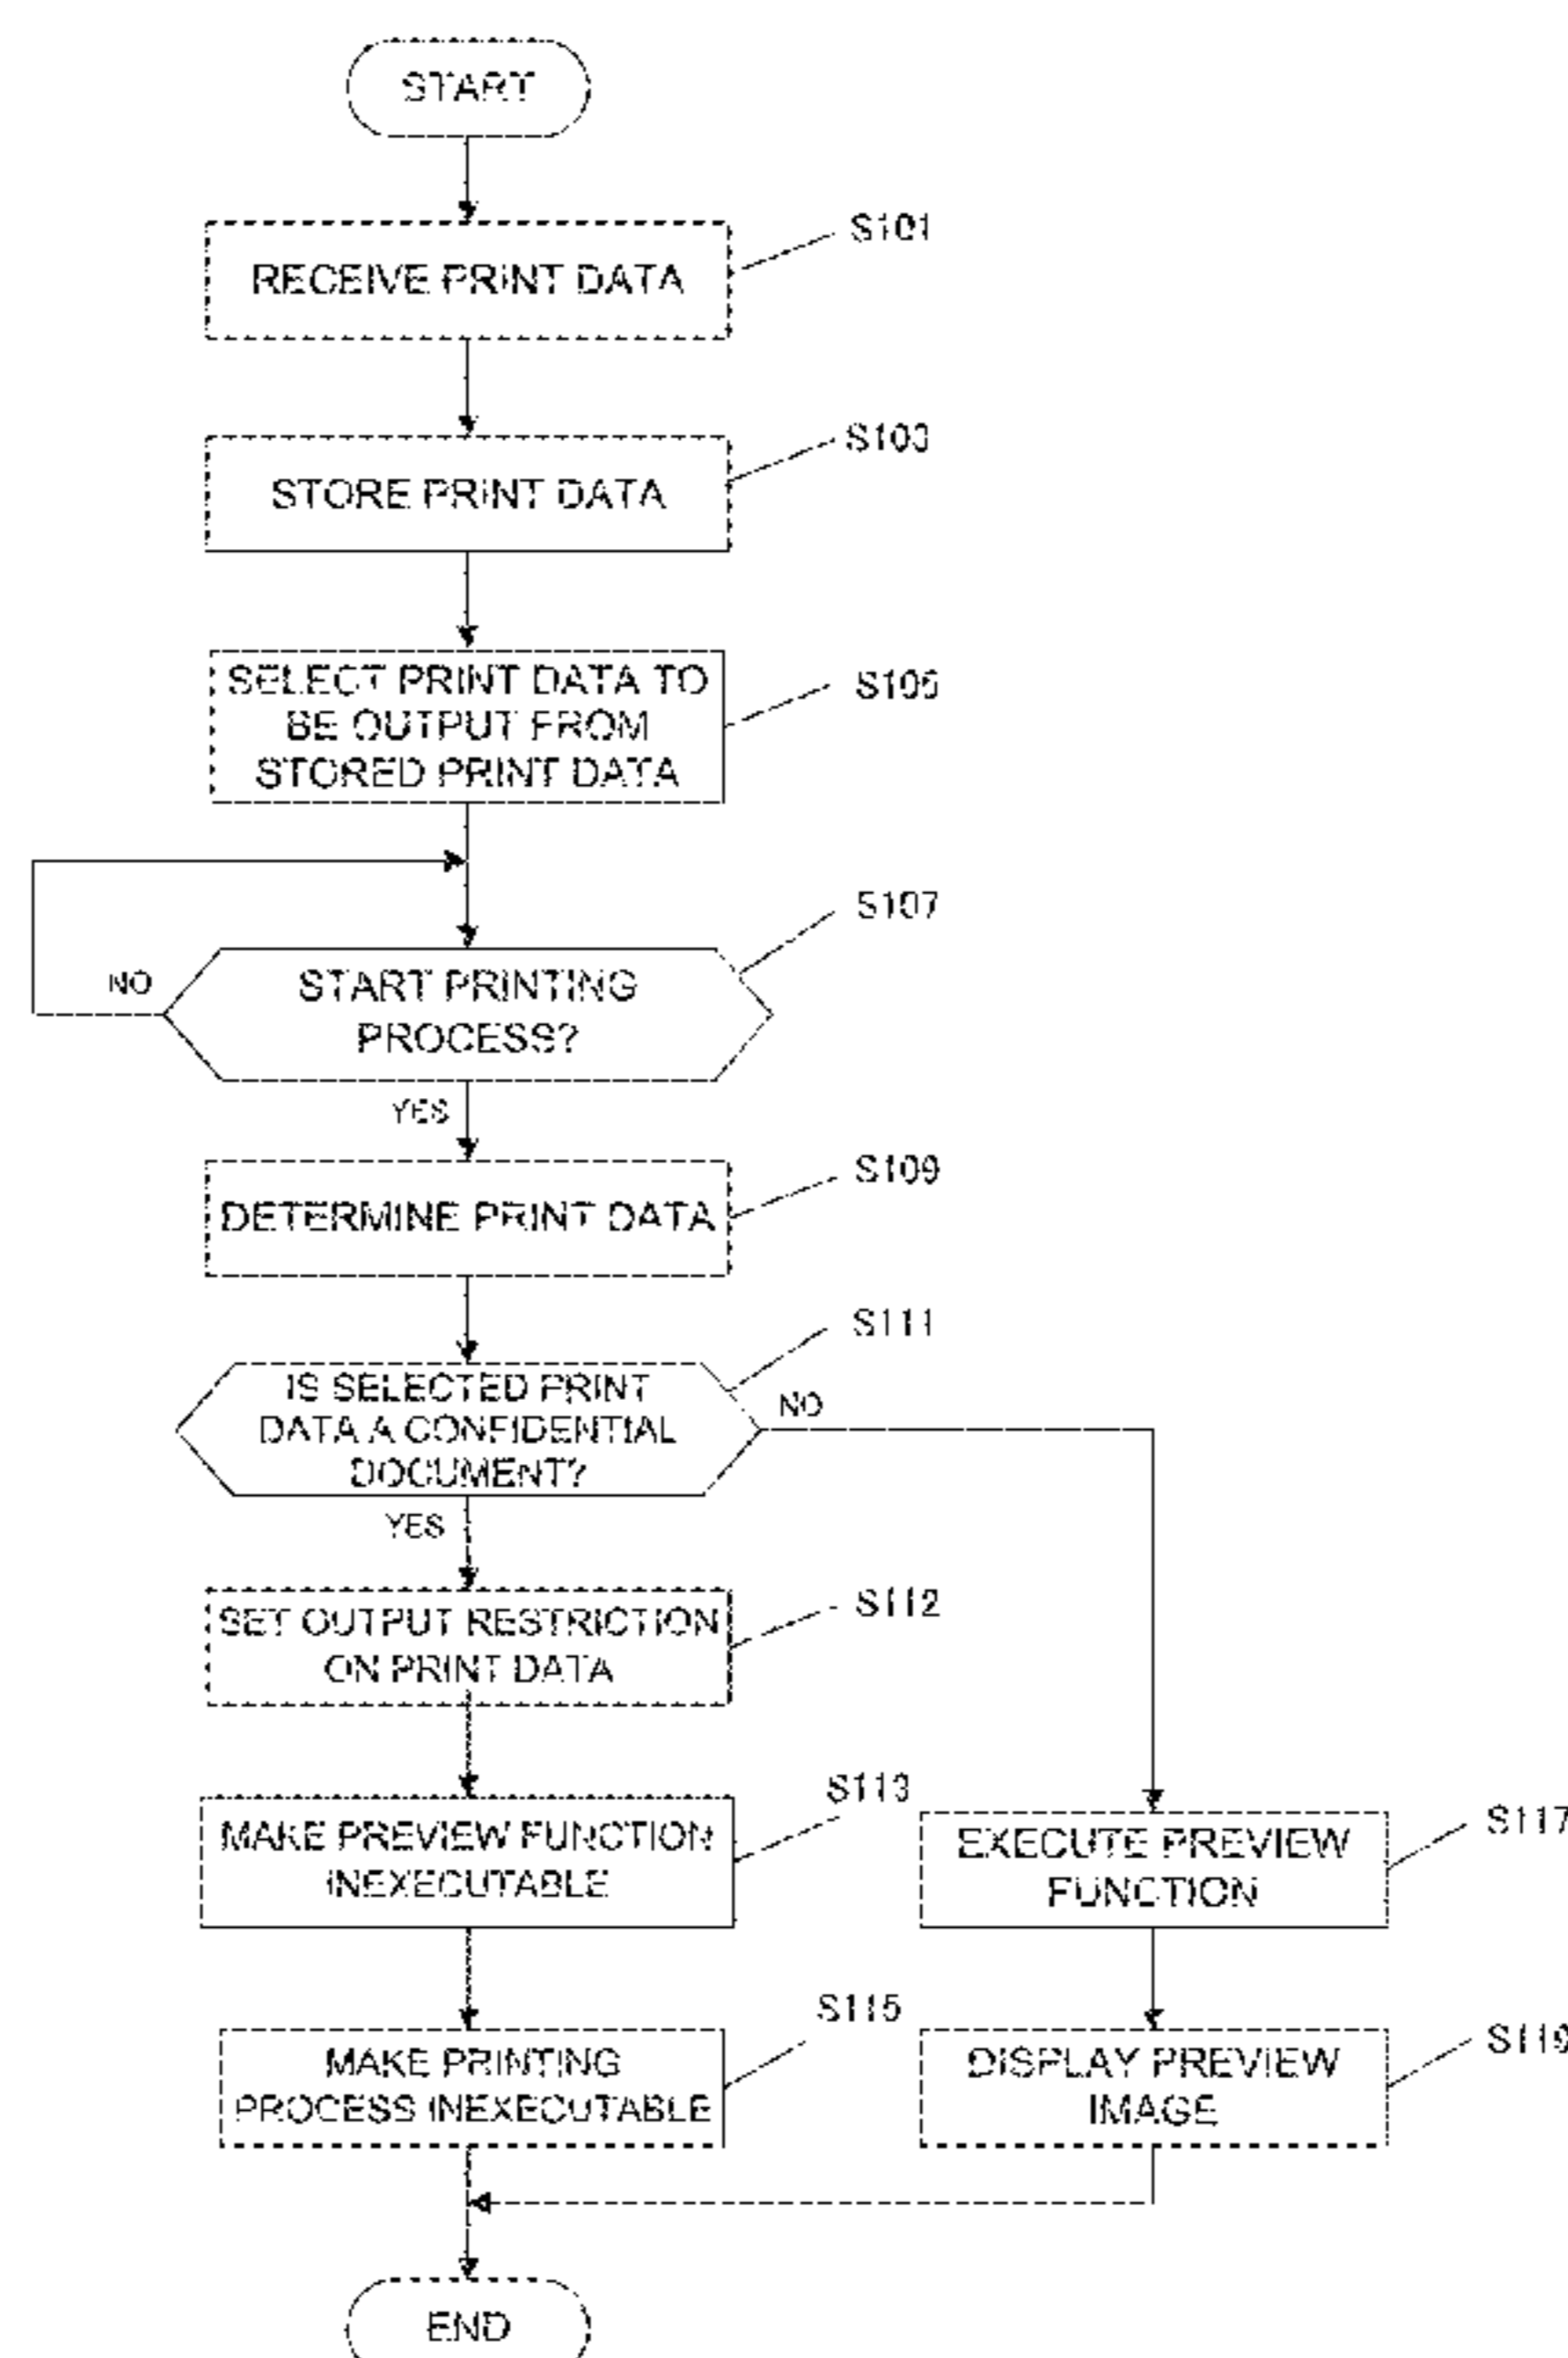 START
RECEIVE PRINT DATA
S101
STORE PRINT DATA
S103
SELECT PRINT DATA TO
BE OUTPUT FROM
STORED PRINT DATA
S105
START PRINTING
PROCESS?
S107
NO
YES
DETERMINE PRINT DATA
S109
IS SELECTED PRINT
DATA A CONFIDENTIAL
DOCUMENT?
S111
NO
YES
SET OUTPUT RESTRICTION
ON PRINT DATA
S112
MAKE PREVIEW FUNCTION
INEXECUTABLE
S113
EXECUTE PREVIEW
FUNCTION
S117
MAKE PRINTING
PROCESS INEXECUTABLE
S115
DISPLAY PREVIEW
IMAGE
S119
END